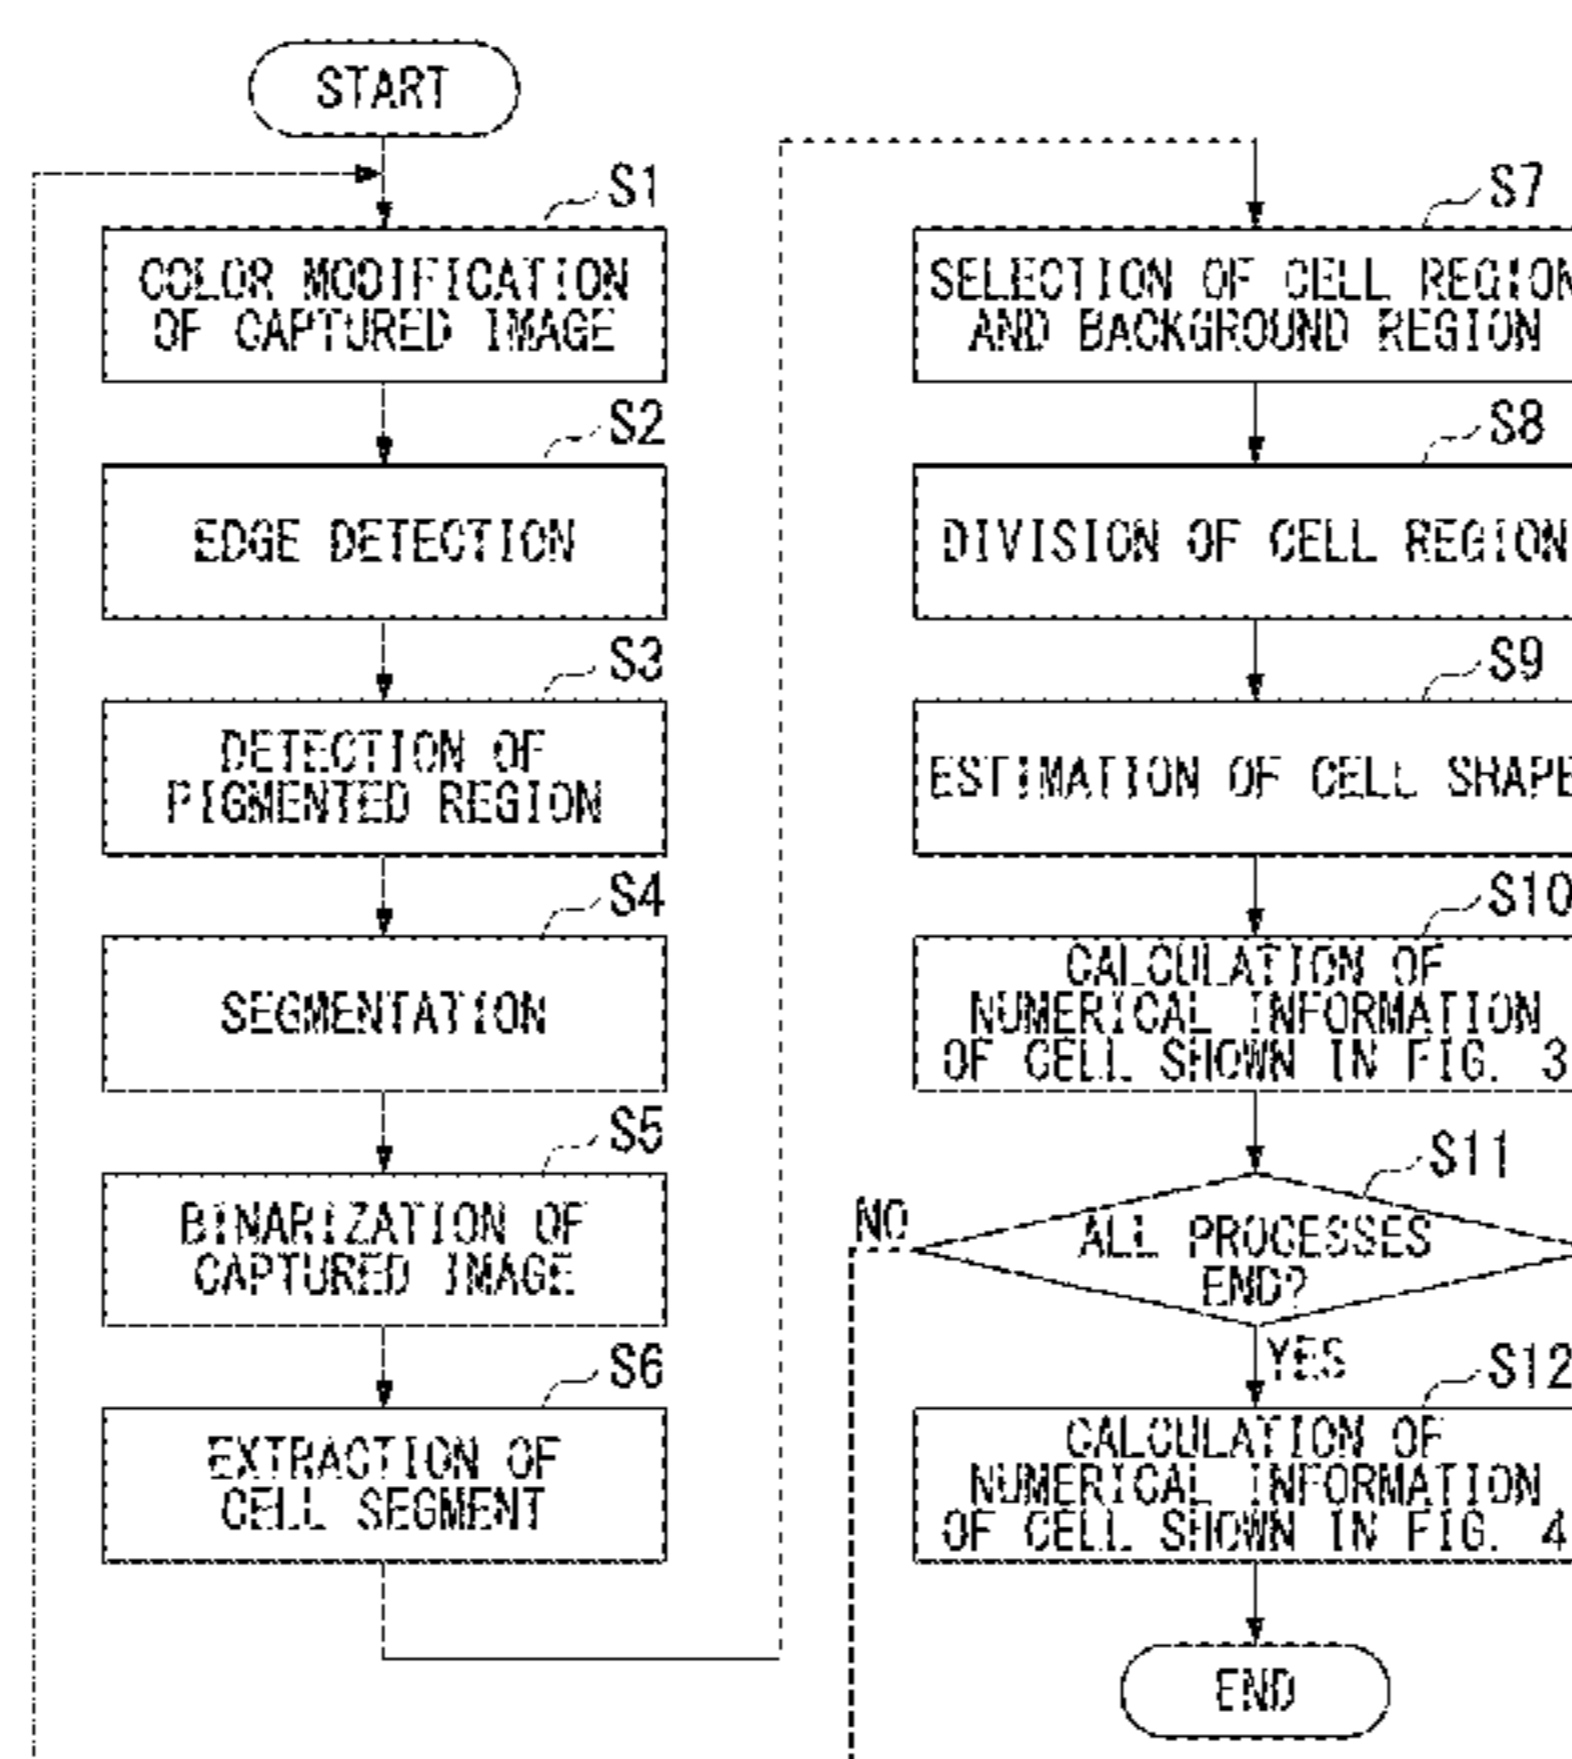 START
S1
COLOR MODIFICATION
OF CAPTURED IMAGE
S2
EDGE DETECTION
S3
DETECTION OF
PIGMENTED REGION
S4
SEGMENTATION
S5
BINARIZATION OF
CAPTURED IMAGE
S6
EXTRACTION OF
CELL SEGMENT
S7
SELECTION OF CELL REGION
AND BACKGROUND REGION
S8
DIVISION OF CELL REGION
S9
ESTIMATION OF CELL SHAPE
S10
CALCULATION OF
NUMERICAL INFORMATION
OF CELL SHOWN IN FIG. 3
S11
NO
ALL PROCESSES
END?
YES
S12
CALCULATION OF
NUMERICAL INFORMATION
OF CELL SHOWN IN FIG. 4
END